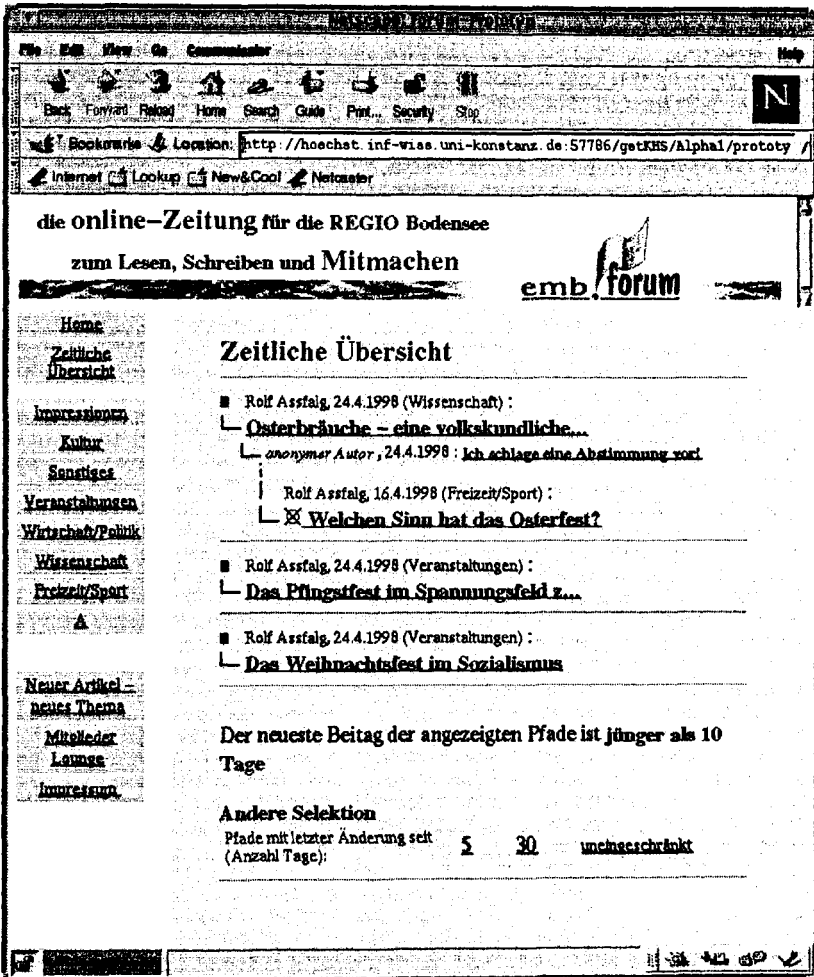 Netscape: Forum-Prototyp
File Edit View Go Communicator Help
Back Forward Reload Home Search Guide Print... Security Stop
N
Bookmarks Location: http://hoechst.inf-wiss.uni-konstanz.de:57786/getKHS/Alpha1/prototy
Internet Lookup New&Cool Netcaster
die online-Zeitung für die REGIO Bodensee
zum Lesen, Schreiben und Mitmachen
emb.forum
Home
Zeitliche
Übersicht
Impressionen
Kultur
Sonstiges
Veranstaltungen
Wirtschaft/Politik
Wissenschaft
Freizeit/Sport
A
Neuer Artikel –
neues Thema
Mitglieder
Lounge
Impressum
Zeitliche Übersicht
Rolf Assfalg, 24.4.1998 (Wissenschaft) :
Osterbräuche – eine volkskundliche...
anonymer Autor, 24.4.1998 : Ich schlage eine Abstimmung vor!
Rolf Assfalg, 16.4.1998 (Freizeit/Sport) :
Welchen Sinn hat das Osterfest?
Rolf Assfalg, 24.4.1998 (Veranstaltungen) :
Das Pfingstfest im Spannungsfeld z...
Rolf Assfalg, 24.4.1998 (Veranstaltungen) :
Das Weihnachtsfest im Sozialismus
Der neueste Beitag der angezeigten Pfade ist jünger als 10
Tage
Andere Selektion
Pfade mit letzter Änderung seit
(Anzahl Tage):
5 30 uneingeschränkt